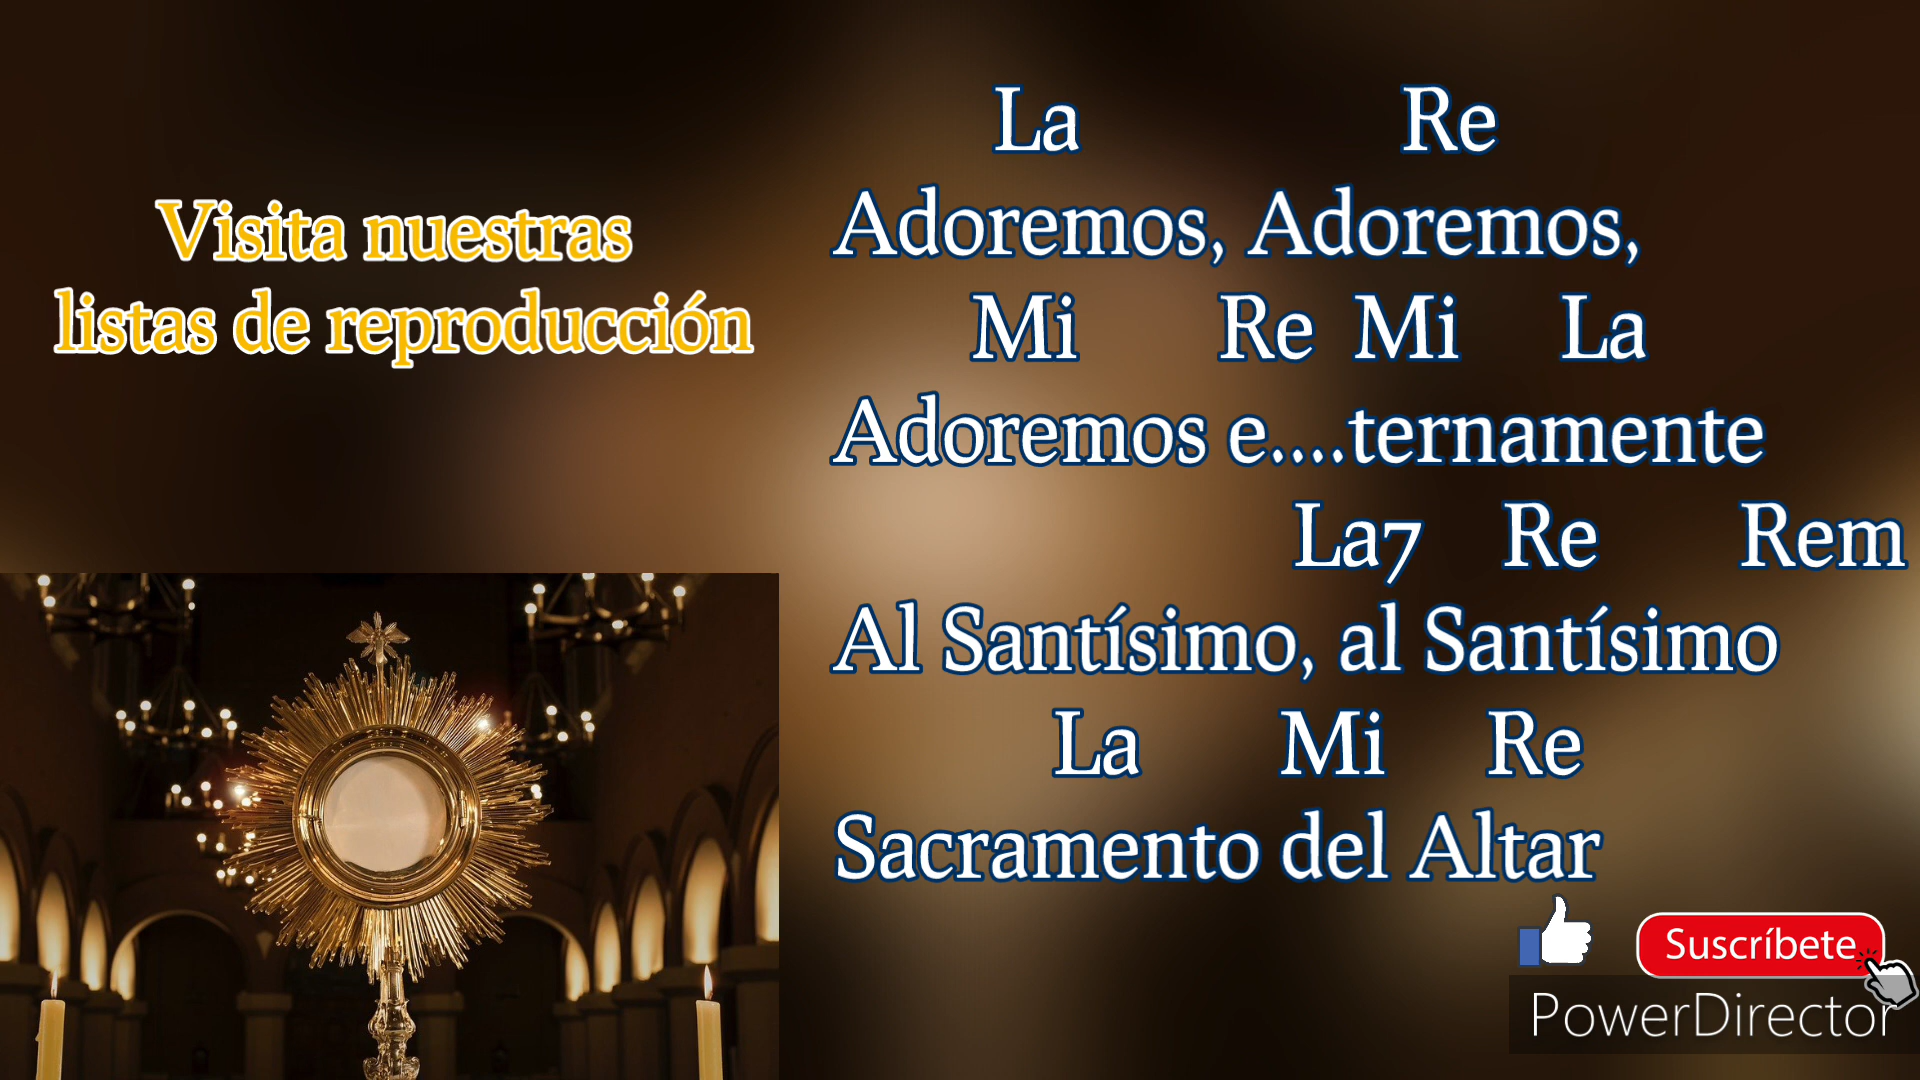 Visita nuestras
listas de reproducción
La Re
Adoremos, Adoremos,
Mi Re Mi La
Adoremos e....ternamente
La7 Re Rem
Al Santísimo, al Santísimo
La Mi Re
Sacramento del Altar
Suscríbete
PowerDirector